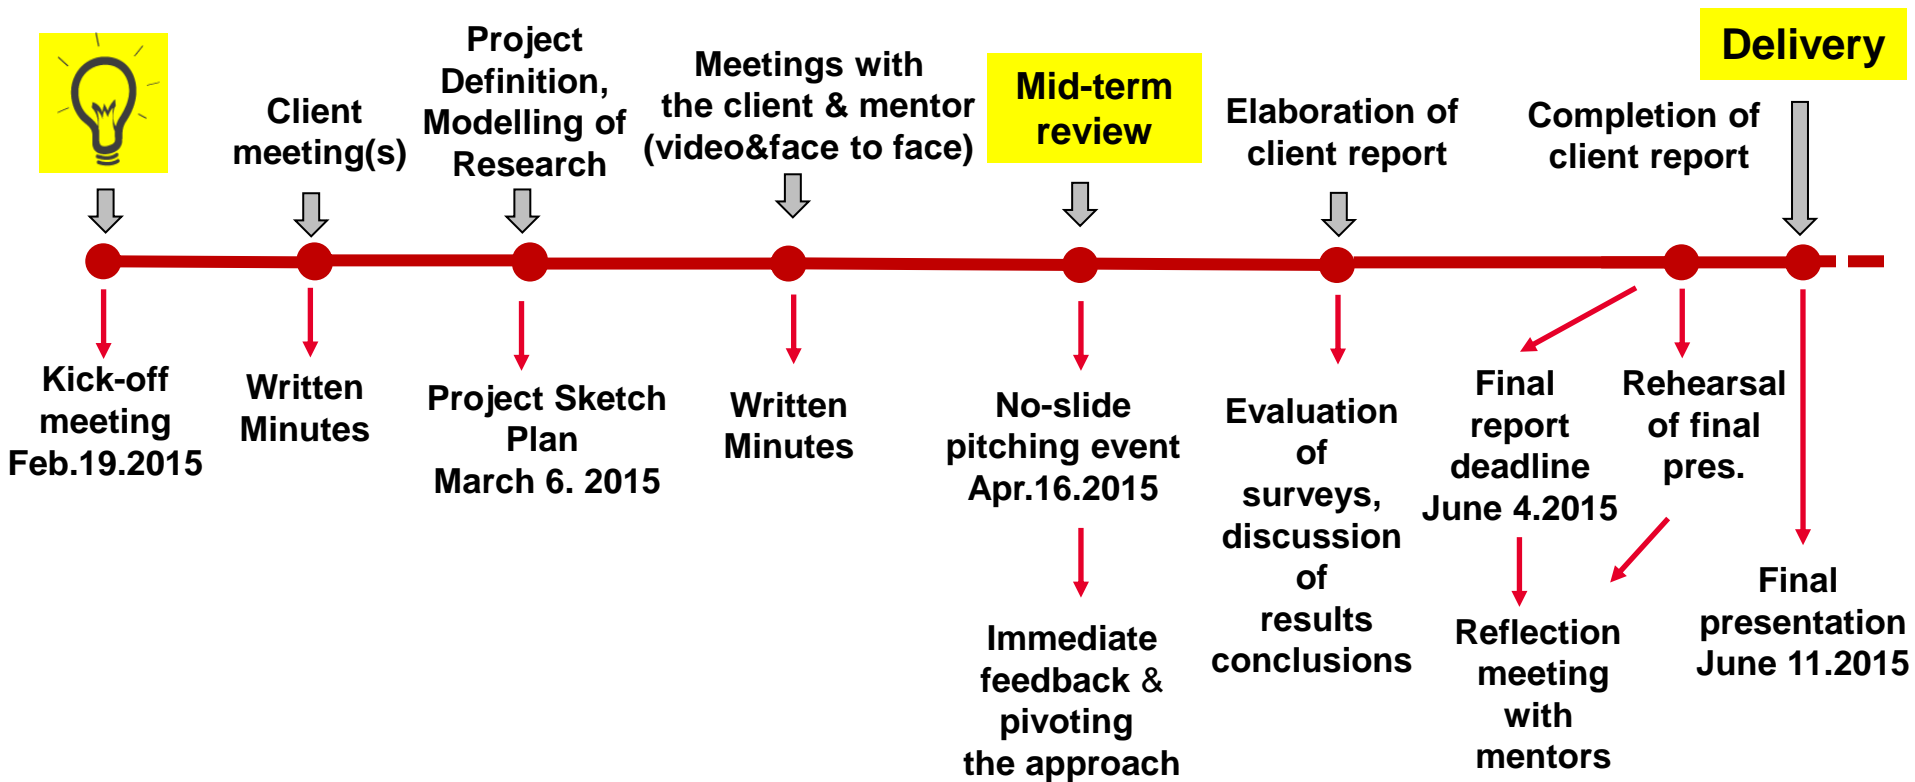 Client
meeting(s)
Project
Definition,
Modelling of
Research
Meetings with
the client & mentor
(video&face to face)
Mid-term
review
Elaboration of
client report
Completion of
client report
Delivery
Kick-off
meeting
Feb.19.2015
Written
Minutes
Project Sketch
Plan
March 6. 2015
Written
Minutes
No-slide
pitching event
Apr.16.2015
Immediate
feedback &
pivoting
the approach
Evaluation
of
surveys,
discussion
of
results
conclusions
Final
report
deadline
June 4.2015
Rehearsal
of final
pres.
Reflection
meeting
with
mentors
Final
presentation
June 11.2015